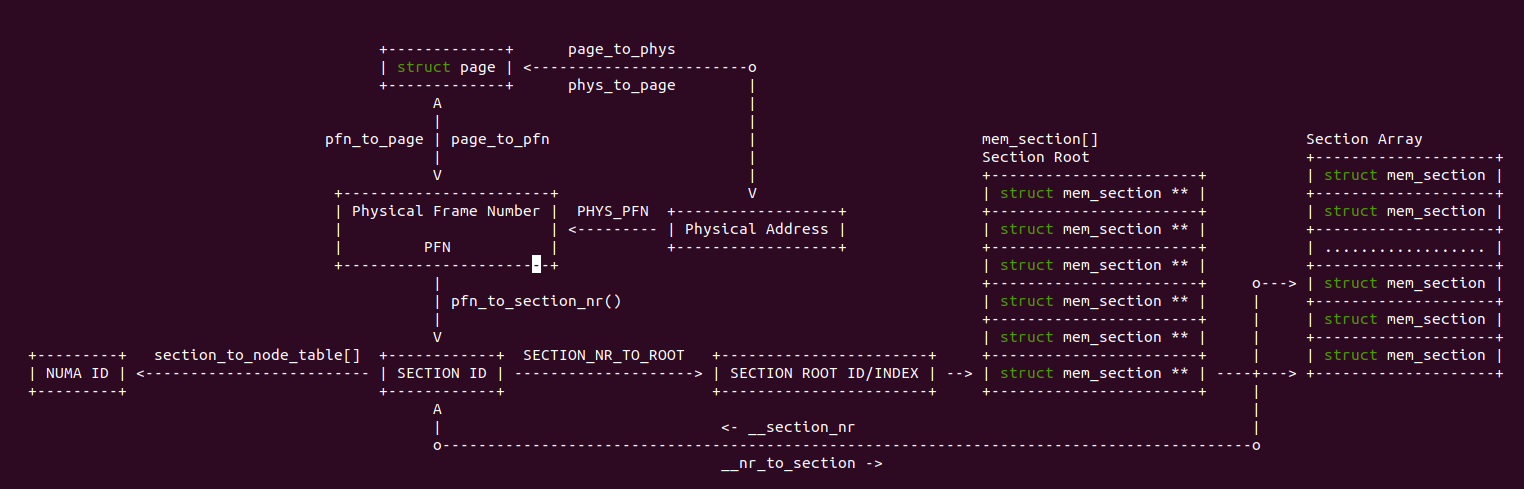 +-------------+      page_to_phys
| struct page | <------------------------o
+-------------+      phys_to_page        |
A                                  |
|                                  |
pfn_to_page | page_to_pfn                      |                         mem_section[]                       Section Array
|                                  |                         Section Root                        +--------------------+
V                                  |                         +-----------------------+           | struct mem_section |
+-----------------------+                     V                         | struct mem_section ** |           +--------------------+
| Physical Frame Number |  PHYS_PFN  +------------------+               +-----------------------+           | struct mem_section |
|                       | <--------- | Physical Address |               | struct mem_section ** |           +--------------------+
|         PFN           |            +------------------+               +-----------------------+           | .................. |
+-----------------------+                                               | struct mem_section ** |           +--------------------+
|                                                            +-----------------------+     o---> | struct mem_section |
| pfn_to_section_nr()                                        | struct mem_section ** |     |     +--------------------+
|                                                            +-----------------------+     |     | struct mem_section |
V                                                            | struct mem_section ** |     |     +--------------------+
+---------+   section_to_node_table[]  +------------+  SECTION_NR_TO_ROOT   +-----------------------+     +-----------------------+     |     | struct mem_section |
| NUMA ID | <------------------------- | SECTION ID | --------------------> | SECTION ROOT ID/INDEX | --> | struct mem_section ** | ----+---> +--------------------+
+---------+                            +------------+                       +-----------------------+     +-----------------------+     |
A                                                                                          |
|                               <- __section_nr                                            |
o------------------------------------------------------------------------------------------o
__nr_to_section ->